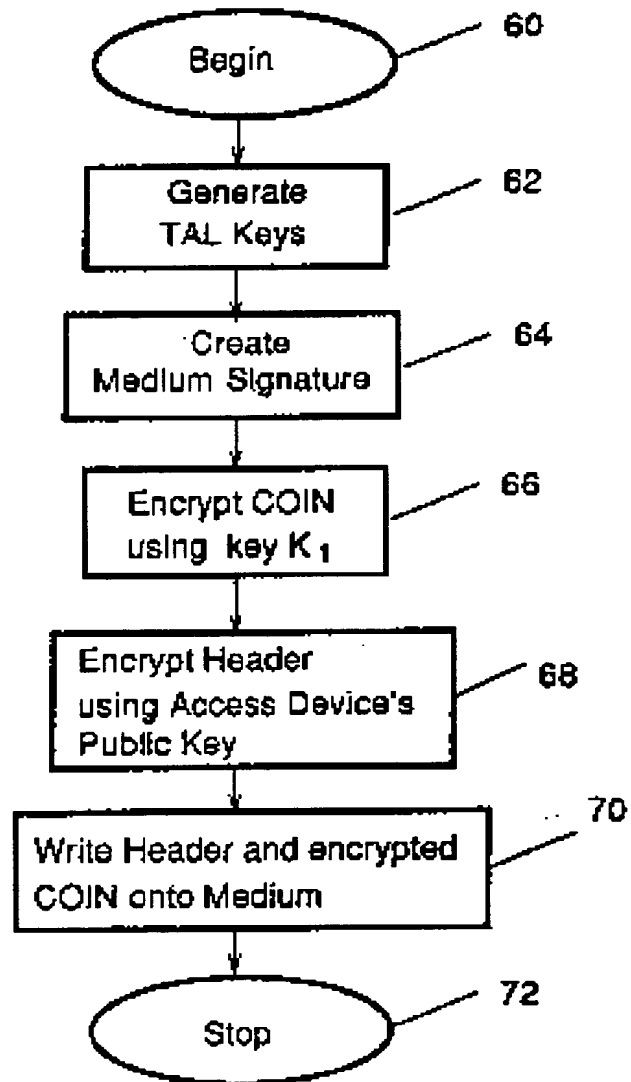 Begin
60
Generate
TAL Keys
62
Create
Medium Signature
64
Encrypt COIN
using key K1
66
Encrypt Header
using Access Device's
Public Key
68
Write Header and encrypted
COIN onto Medium
70
Stop
72